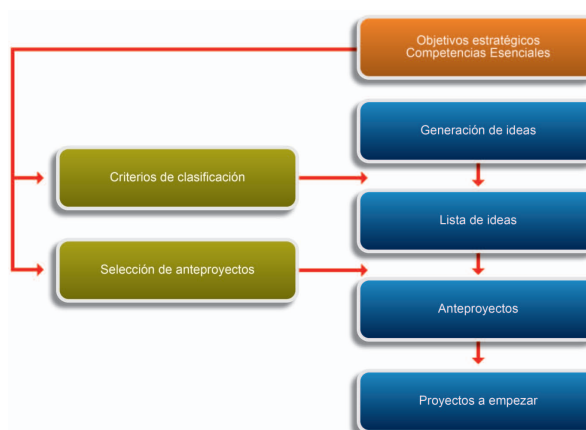 Objetivos estratégicos
Competencias Esenciales
Generación de ideas
Criterios de clasificación
Lista de ideas
Selección de anteproyectos
Anteproyectos
Proyectos a empezar